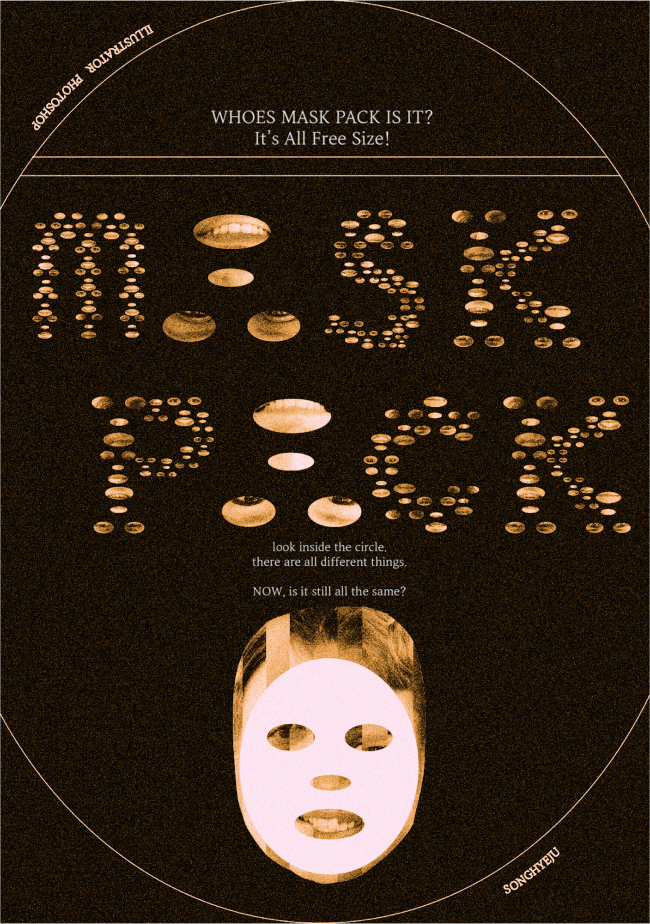 ILLUSTRATOR PHOTOSHOP
WHOES MASK PACK IS IT?
It's All Free Size!
MASK
PACK
look inside the circle.
there are all different things.
NOW, is it still all the same?
SONGHYEJU